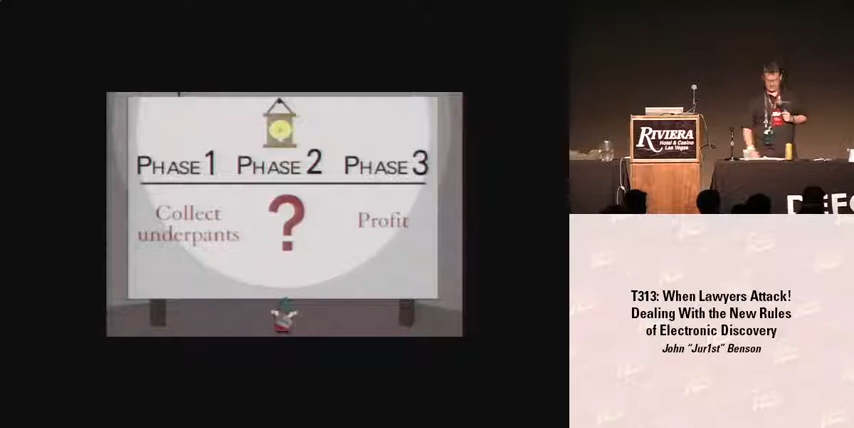 PHASE 1 PHASE 2 PHASE 3
Collect
underpants
?
Profit
RIVIERA
Hotel & Casino
Las Vegas
DEFC
T313: When Lawyers Attack!
Dealing With the New Rules
of Electronic Discovery
John "Jur1st" Benson